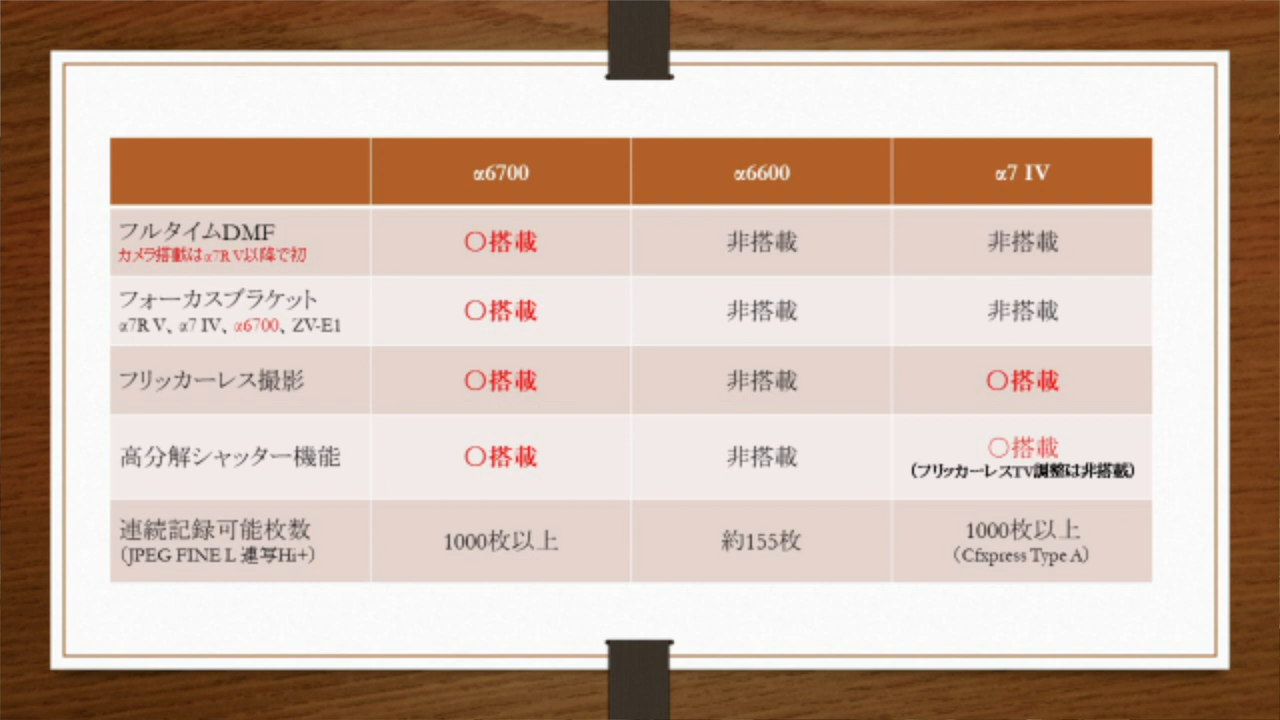 α6700 α6600 α7 IV
フルタイムDMF
カメラ搭載はα7R V以降で初
〇搭載 非搭載 非搭載
フォーカスブラケット
α7R V、α7 IV、α6700、ZV-E1
〇搭載 非搭載 非搭載
フリッカーレス撮影 〇搭載 非搭載 〇搭載
高分解シャッター機能 〇搭載 非搭載 〇搭載
（フリッカーレスTV調整は非搭載）
連続記録可能枚数
（JPEG FINE L 連写Hi+）
1000枚以上 約155枚 1000枚以上
（Cfxpress Type A）